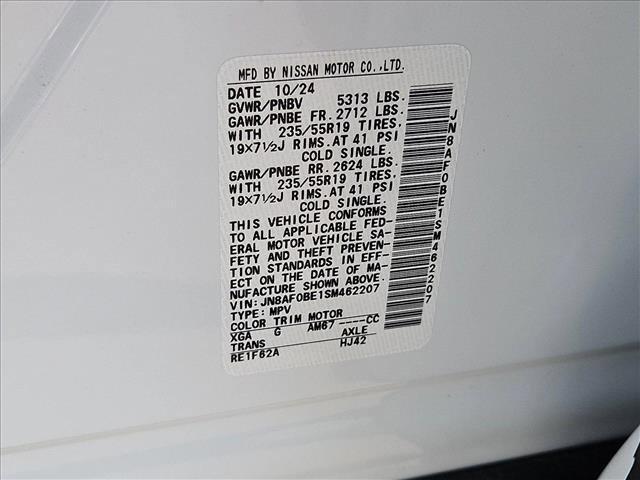 MFD BY NISSAN MOTOR CO.,LTD.
DATE 10/24
GVWR/PNBV 5313 LBS.
GAWR/PNBE FR. 2712 LBS.
WITH 235/55R19 TIRES,
19×7½J RIMS.AT 41 PSI
COLD SINGLE.
GAWR/PNBE RR. 2624 LBS.
WITH 235/55R19 TIRES,
19×7½J RIMS.AT 41 PSI
COLD SINGLE.
THIS VEHICLE CONFORMS
TO ALL APPLICABLE FED-
ERAL MOTOR VEHICLE SA-
FETY AND THEFT PREVEN-
TION STANDARDS IN EFF-
ECT ON THE DATE OF MA-
NUFACTURE SHOWN ABOVE.
VIN: JN8AF0BE1SM462207
TYPE: MPV
COLOR TRIM MOTOR
XGA G AM67----CC
TRANS AXLE
RE1F62A HJ42
JN8AF0BE1SM462207